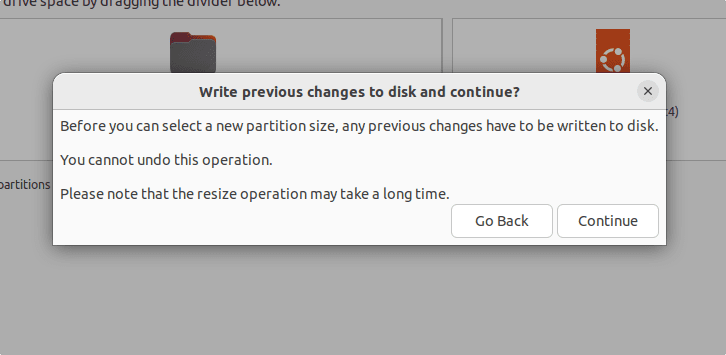 drive space by dragging the divider below.
Write previous changes to disk and continue?
t4)
Before you can select a new partition size, any previous changes have to be written to disk.
You cannot undo this operation.
partitions
Please note that the resize operation may take a long time.
Go Back
Continue